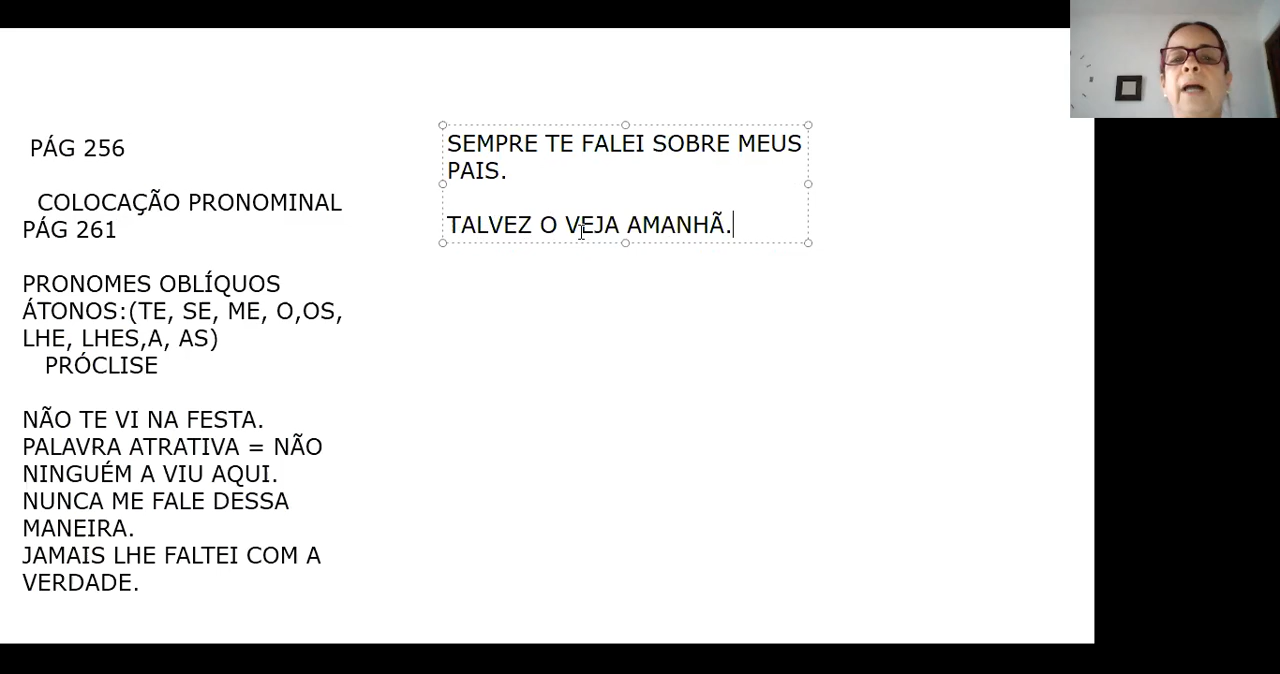 PÁG 256
COLOCAÇÃO PRONOMINAL
PÁG 261
PRONOMES OBLÍQUOS
ÁTONOS:(TE, SE, ME, O,OS,
LHE, LHES,A, AS)
PRÓCLISE
NÃO TE VI NA FESTA.
PALAVRA ATRATIVA = NÃO
NINGUÉM A VIU AQUI.
NUNCA ME FALE DESSA
MANEIRA.
JAMAIS LHE FALTEI COM A
VERDADE.
SEMPRE TE FALEI SOBRE MEUS
PAIS.
TALVEZ O VEJA AMANHÃ.